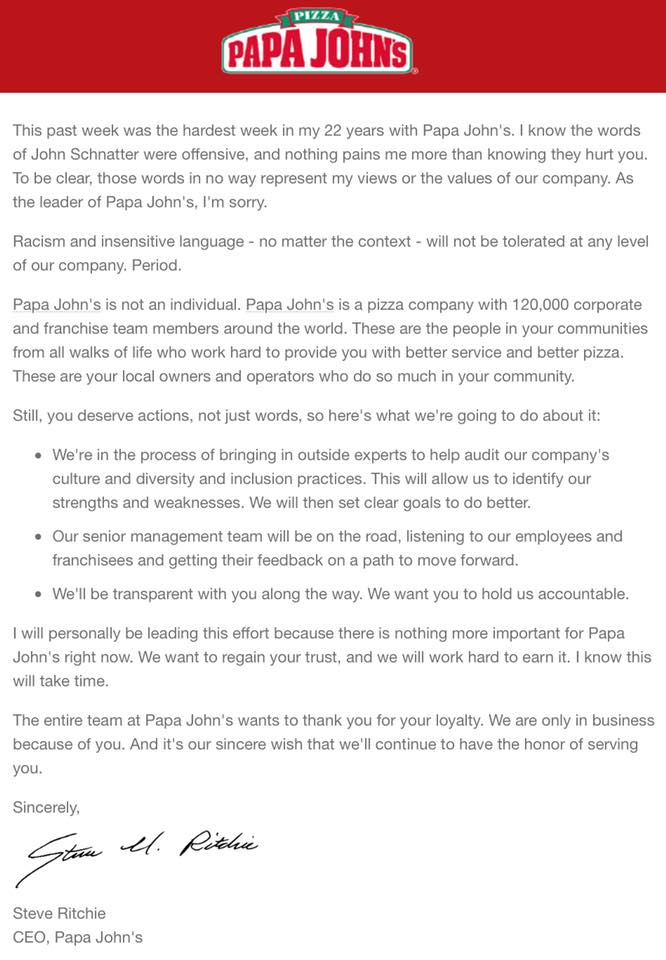 PIZZA
PAPA JOHN'S
This past week was the hardest week in my 22 years with Papa John's. I know the words
of John Schnatter were offensive, and nothing pains me more than knowing they hurt you.
To be clear, those words in no way represent my views or the values of our company. As
the leader of Papa John's, I'm sorry.
Racism and insensitive language - no matter the context - will not be tolerated at any level
of our company. Period.
Papa John's is not an individual. Papa John's is a pizza company with 120,000 corporate
and franchise team members around the world. These are the people in your communities
from all walks of life who work hard to provide you with better service and better pizza.
These are your local owners and operators who do so much in your community.
Still, you deserve actions, not just words, so here's what we're going to do about it:
• We're in the process of bringing in outside experts to help audit our company's
culture and diversity and inclusion practices. This will allow us to identify our
strengths and weaknesses. We will then set clear goals to do better.
• Our senior management team will be on the road, listening to our employees and
franchisees and getting their feedback on a path to move forward.
• We'll be transparent with you along the way. We want you to hold us accountable.
I will personally be leading this effort because there is nothing more important for Papa
John's right now. We want to regain your trust, and we will work hard to earn it. I know this
will take time.
The entire team at Papa John's wants to thank you for your loyalty. We are only in business
because of you. And it's our sincere wish that we'll continue to have the honor of serving
you.
Sincerely,
Steve M. Ritchie
Steve Ritchie
CEO, Papa John's